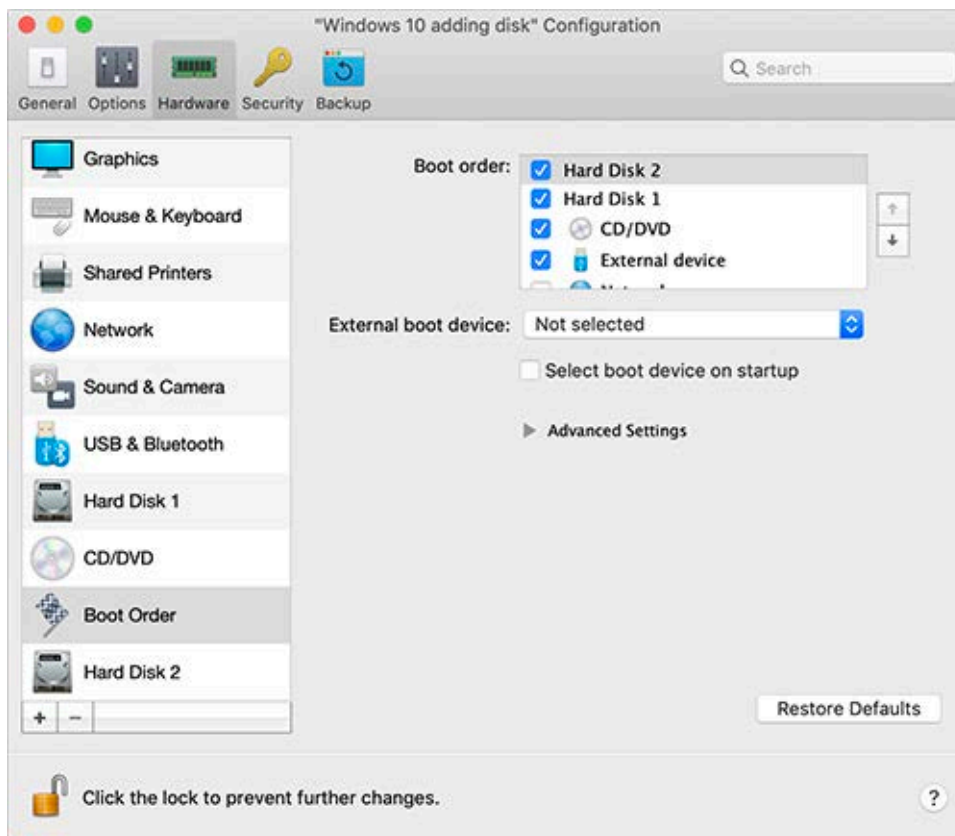 "Windows 10 adding disk" Configuration
General Options Hardware Security Backup
Search
Graphics
Mouse & Keyboard
Shared Printers
Network
Sound & Camera
USB & Bluetooth
Hard Disk 1
CD/DVD
Boot Order
Hard Disk 2
+ −
Boot order:
Hard Disk 2
Hard Disk 1
CD/DVD
External device
External boot device: Not selected
Select boot device on startup
Advanced Settings
Restore Defaults
Click the lock to prevent further changes.
?